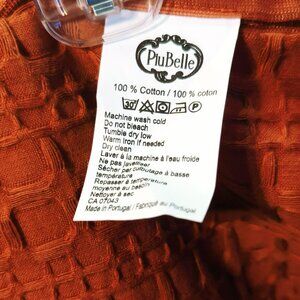 PiuBelle
100 % Cotton / 100 % coton
30 P
Machine wash cold
Do not bleach
Tumble dry low
Warm iron if needed
Dry clean
Laver à la machine à l'eau froide
Ne pas javelliser
Sécher par culbutage à basse
température
Repasser à température
moyenne au besoin
Nettoyer à sec
CA 07043
Made in Portugal / Fabriqué au Portugal